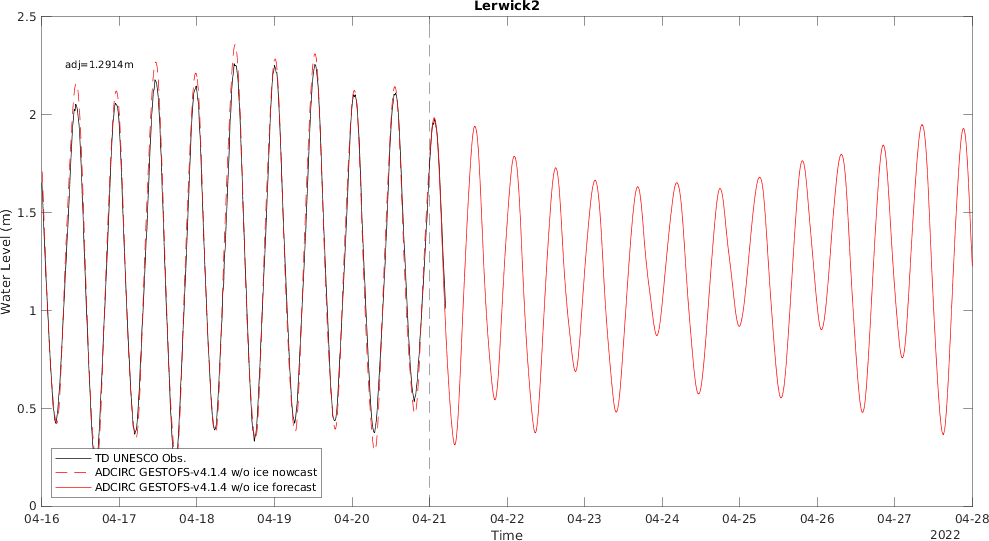 Lerwick2
2.5
2
1.5
1
0.5
0
Water Level (m)
adj=1.2914m
TD UNESCO Obs.
ADCIRC GESTOFS-v4.1.4 w/o ice nowcast
ADCIRC GESTOFS-v4.1.4 w/o ice forecast
04-16 04-17 04-18 04-19 04-20 04-21 04-22 04-23 04-24 04-25 04-26 04-27 04-28
Time
2022